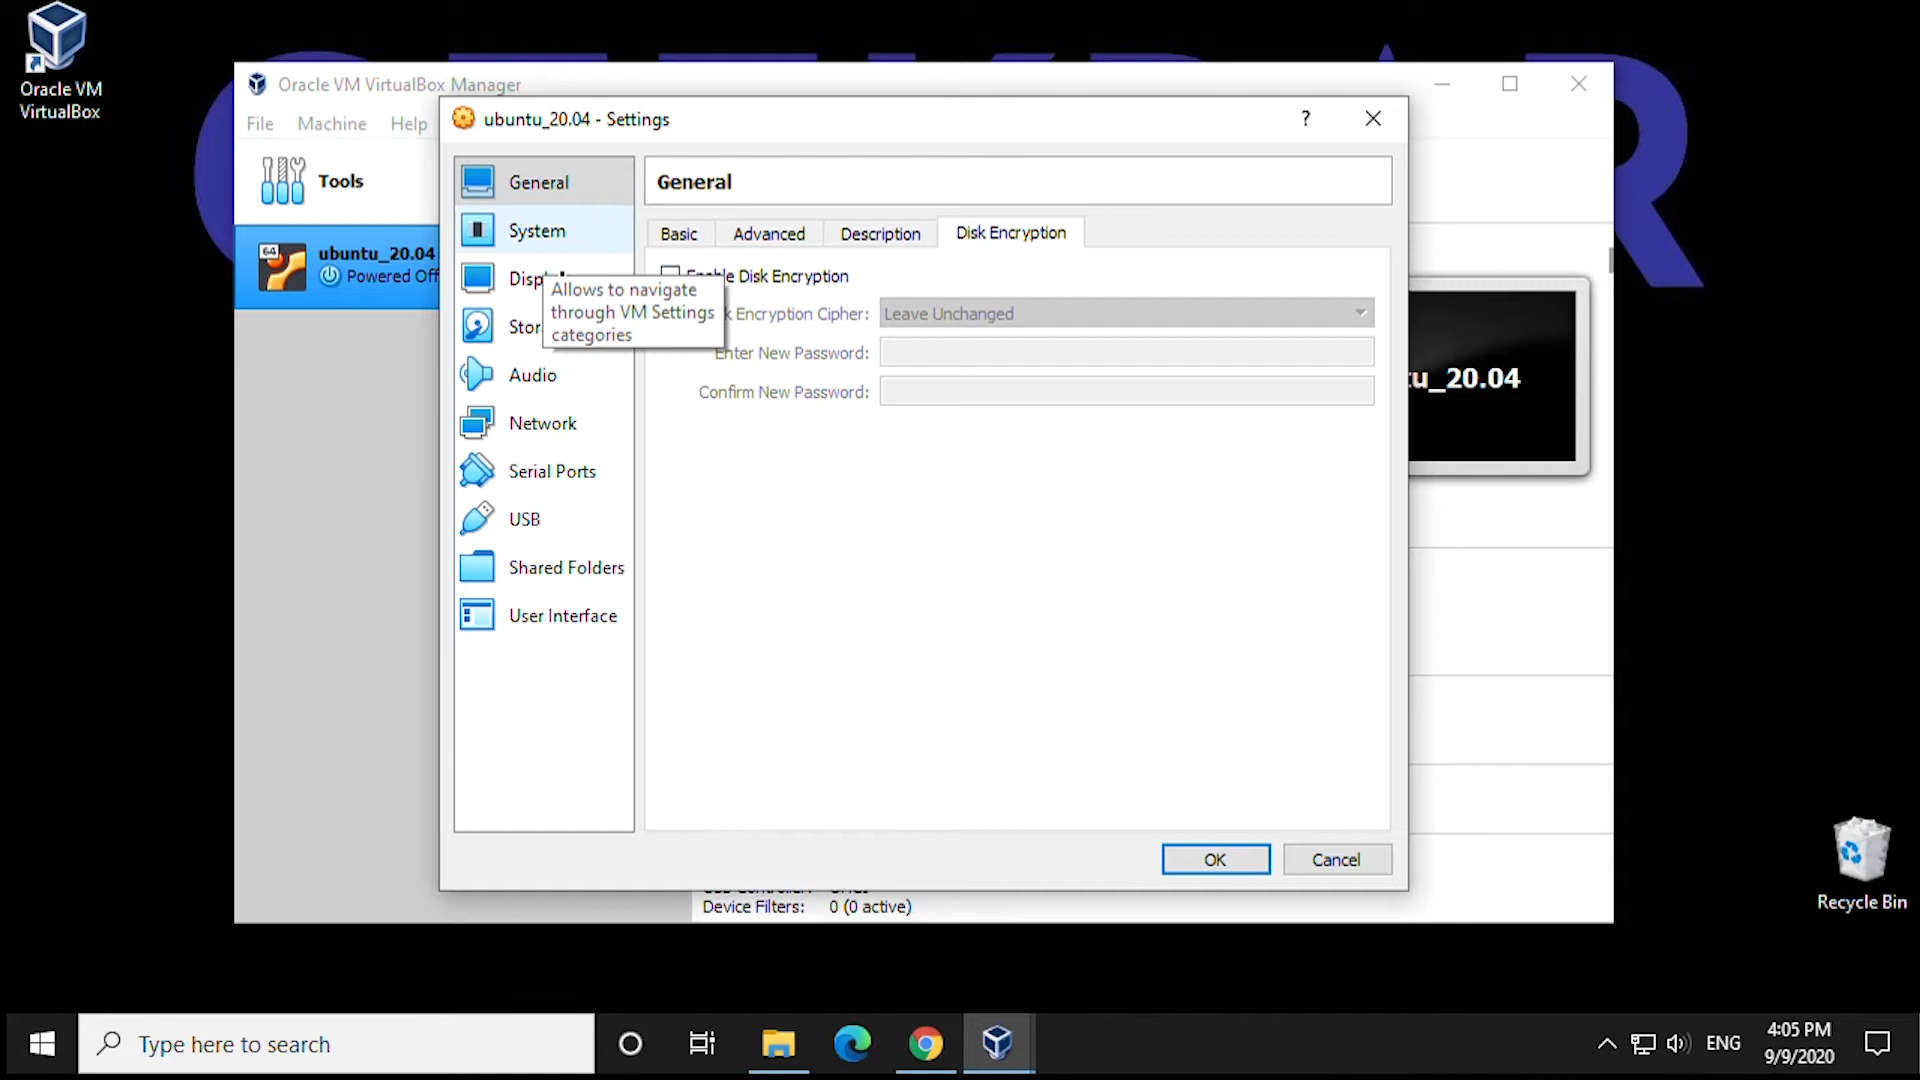 Oracle VM
VirtualBox
Oracle VM VirtualBox Manager
File Machine Help
Tools
64
ubuntu_20.04
Powered Off
ubuntu_20.04 - Settings
?
General
System
Audio
Network
Serial Ports
USB
Shared Folders
User Interface
General
Basic Advanced Description Disk Encryption
Disk Encryption
Encryption Cipher: Leave Unchanged
Enter New Password:
Confirm New Password:
Allows to navigate
through VM Settings
categories
OK Cancel
u_20.04
Device Filters: 0 (0 active)
Recycle Bin
Type here to search
ENG
4:05 PM
9/9/2020